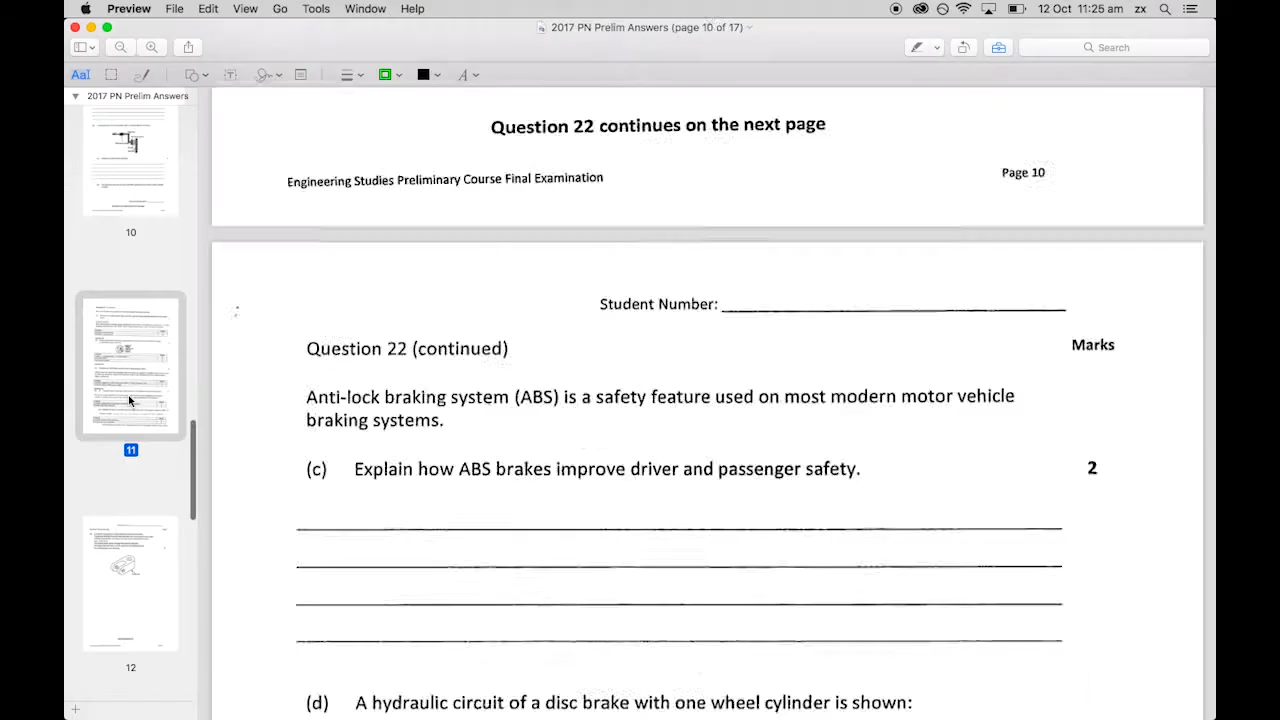 Preview File Edit View Go Tools Window Help
12 Oct 11:25 am zx
2017 PN Prelim Answers (page 10 of 17)
Search
AaI
A
2017 PN Prelim Answers
10
11
12
Question 22 continues on the next page
Engineering Studies Preliminary Course Final Examination
Page 10
Student Number:
Question 22 (continued)
Marks
Anti-lock braking system (ABS) is a safety feature used on most modern motor vehicle
braking systems.
(c) Explain how ABS brakes improve driver and passenger safety. 2
(d) A hydraulic circuit of a disc brake with one wheel cylinder is shown: